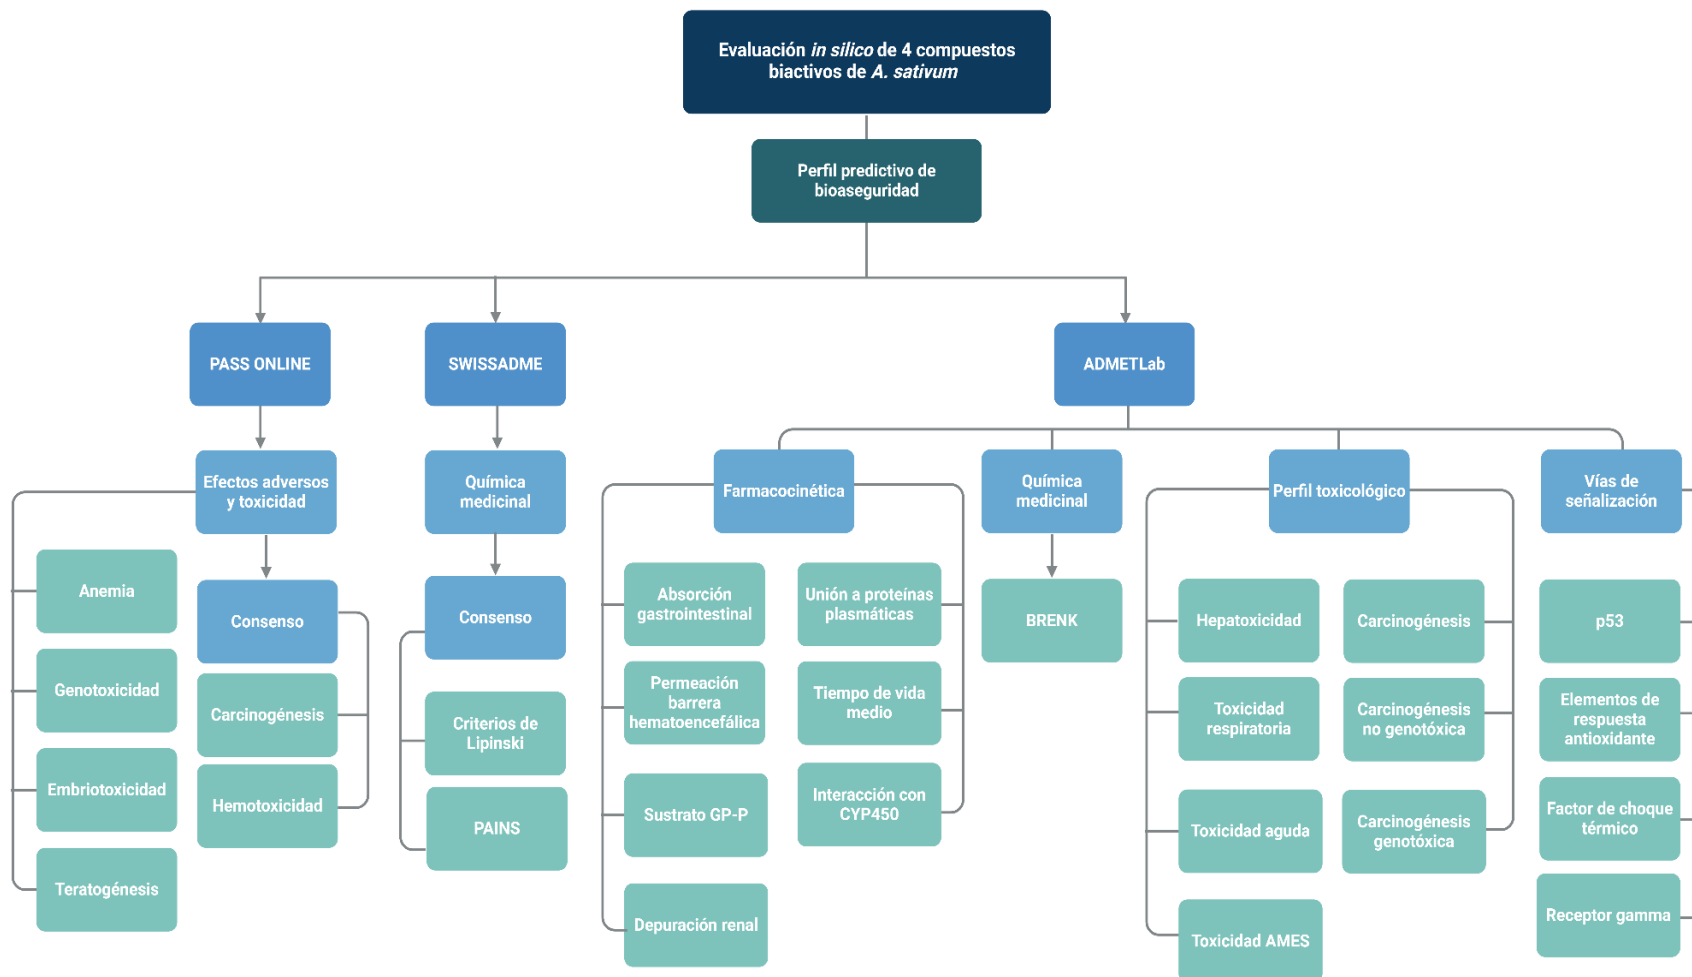 Evaluación in silico de 4 compuestos
biactivos de A. sativum
Perfil predictivo de
bioaseguridad
PASS ONLINE
SWISSADME
ADMETLab
Efectos adversos
y toxicidad
Química
medicinal
Farmacocinética
Química
medicinal
Perfil toxicológico
Vías de
señalización
Anemia
Genotoxicidad
Embriotoxicidad
Teratogénesis
Consenso
Carcinogénesis
Hemotoxicidad
Consenso
Criterios de
Lipinski
PAINS
Absorción
gastrointestinal
Permeación
barrera
hematoencefálica
Sustrato GP-P
Depuración renal
Unión a proteínas
plasmáticas
Tiempo de vida
medio
Interacción con
CYP450
BRENK
Hepatoxicidad
Toxicidad
respiratoria
Toxicidad aguda
Toxicidad AMES
Carcinogénesis
Carcinogénesis
no genotóxica
Carcinogénesis
genotóxica
p53
Elementos de
respuesta
antioxidante
Factor de choque
térmico
Receptor gamma